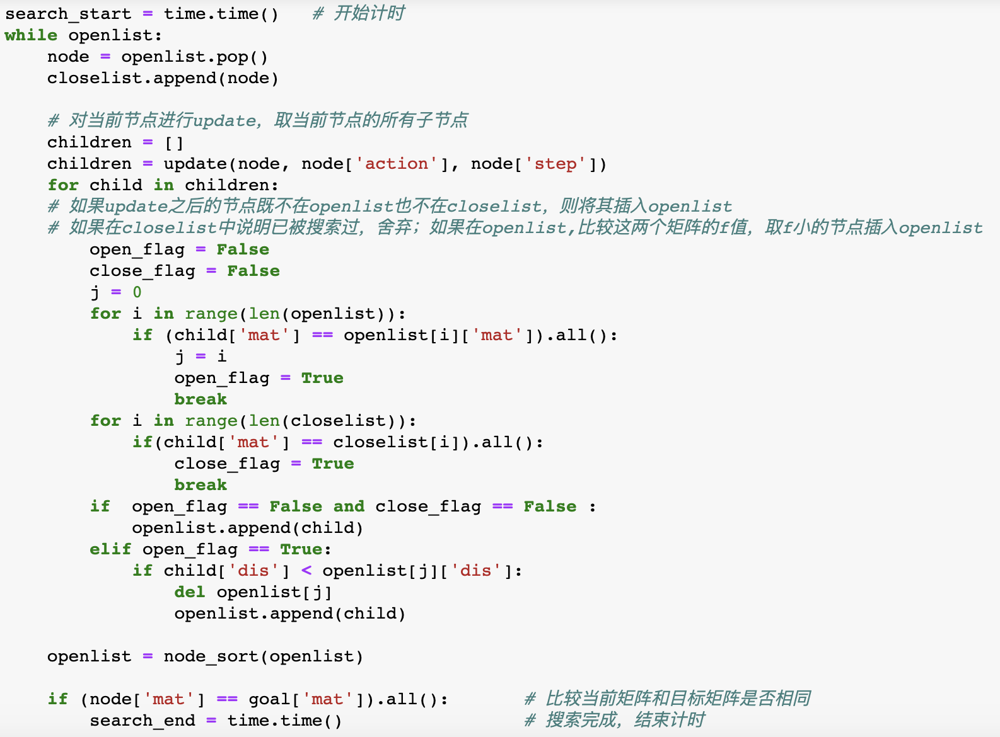 search_start = time.time()   # 开始计时
while openlist:
    node = openlist.pop()
    closelist.append(node)

    # 对当前节点进行update，取当前节点的所有子节点
    children = []
    children = update(node, node['action'], node['step'])
    for child in children:
    # 如果update之后的节点既不在openlist也不在closelist，则将其插入openlist
    # 如果在closelist中说明已被搜索过，舍弃；如果在openlist,比较这两个矩阵的f值，取f小的节点插入openlist
        open_flag = False
        close_flag = False
        j = 0
        for i in range(len(openlist)):
            if (child['mat'] == openlist[i]['mat']).all():
                j = i
                open_flag = True
                break
        for i in range(len(closelist)):
            if(child['mat'] == closelist[i]).all():
                close_flag = True
                break
        if  open_flag == False and close_flag == False :
            openlist.append(child)
        elif open_flag == True:
            if child['dis'] < openlist[j]['dis']:
                del openlist[j]
                openlist.append(child)

    openlist = node_sort(openlist)

    if (node['mat'] == goal['mat']).all():       # 比较当前矩阵和目标矩阵是否相同
        search_end = time.time()                 # 搜索完成，结束计时